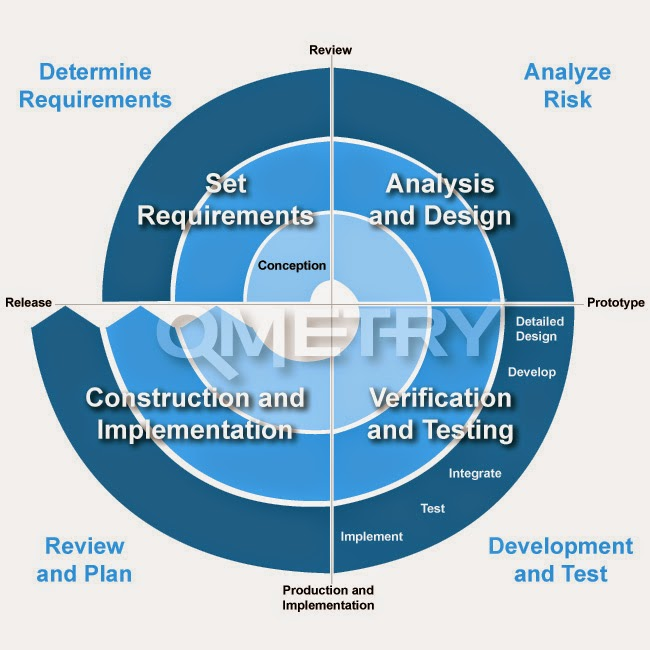 Review
Determine
Requirements
Analyze
Risk
Set
Requirements
Analysis
and Design
Conception
Release
Prototype
QMETRY
Detailed
Design
Develop
Construction and
Implementation
Verification
and Testing
Integrate
Test
Implement
Review
and Plan
Development
and Test
Production and
Implementation